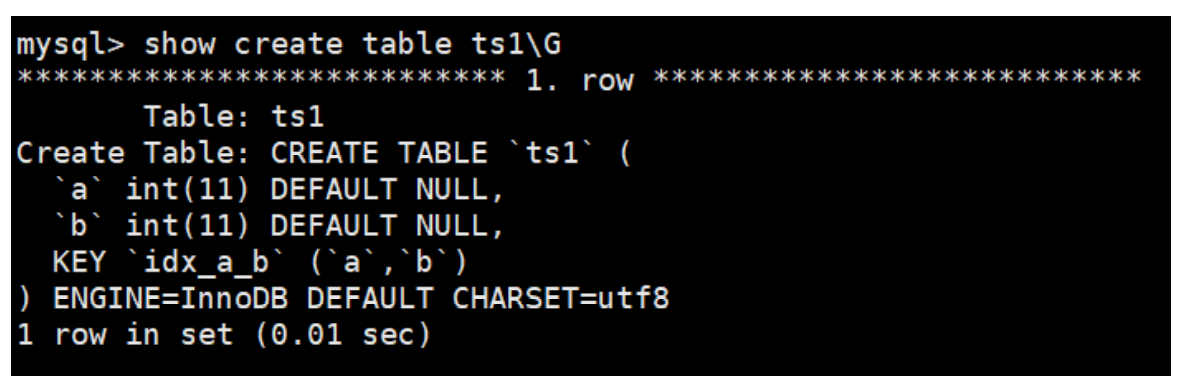 mysql> show create table ts1\G
*************************** 1. row ***************************
       Table: ts1
Create Table: CREATE TABLE `ts1` (
  `a` int(11) DEFAULT NULL,
  `b` int(11) DEFAULT NULL,
  KEY `idx_a_b` (`a`,`b`)
) ENGINE=InnoDB DEFAULT CHARSET=utf8
1 row in set (0.01 sec)